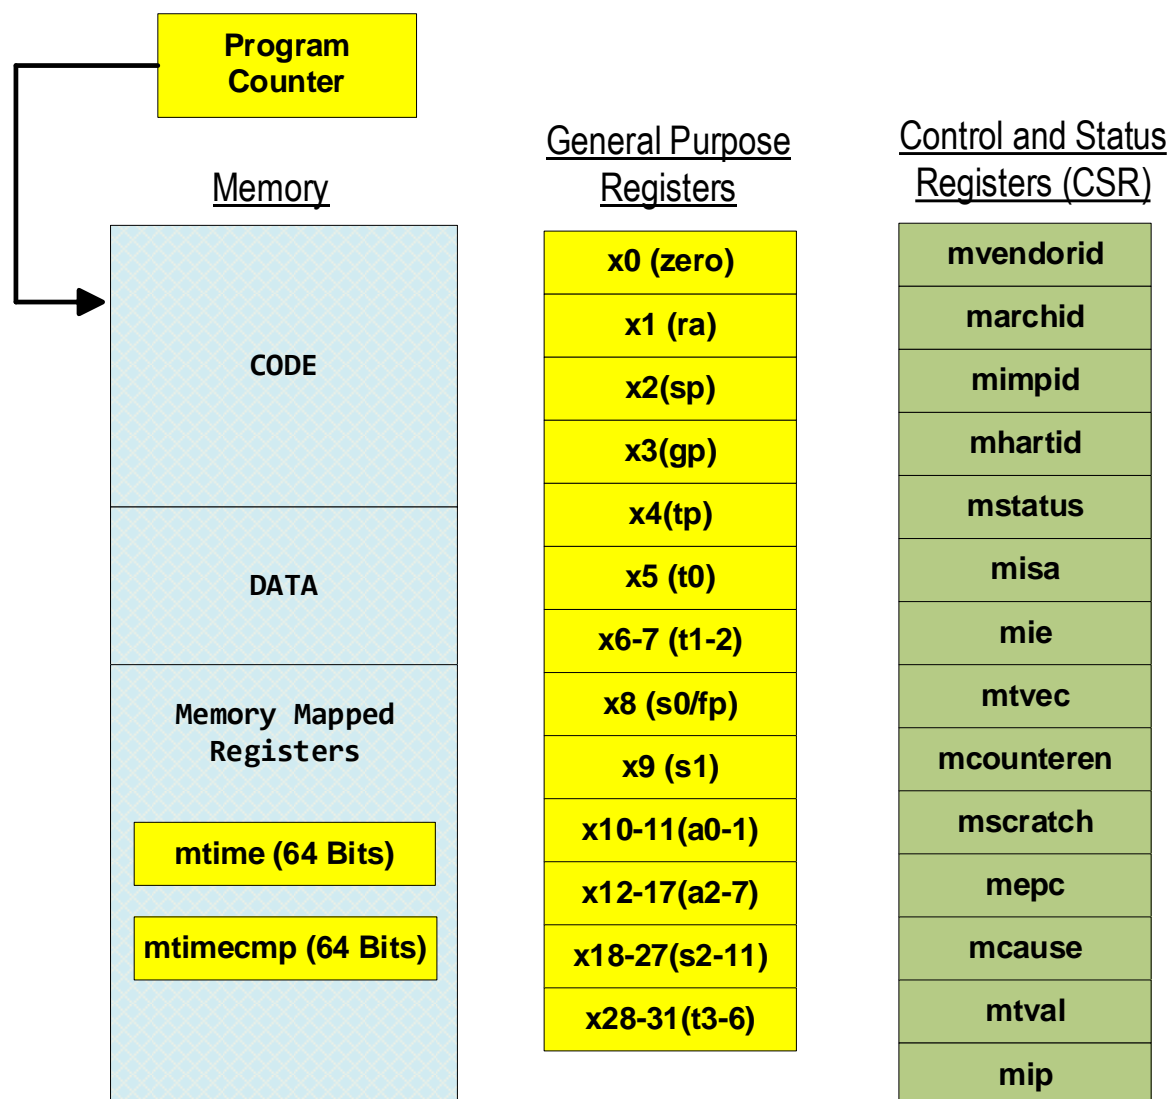 Program
Counter
Memory
CODE
DATA
Memory Mapped
Registers
mtime (64 Bits)
mtimecmp (64 Bits)
General Purpose
Registers
x0 (zero)
x1 (ra)
x2(sp)
x3(gp)
x4(tp)
x5 (t0)
x6-7 (t1-2)
x8 (s0/fp)
x9 (s1)
x10-11(a0-1)
x12-17(a2-7)
x18-27(s2-11)
x28-31(t3-6)
Control and Status
Registers (CSR)
mvendorid
marchid
mimpid
mhartid
mstatus
misa
mie
mtvec
mcounteren
mscratch
mepc
mcause
mtval
mip